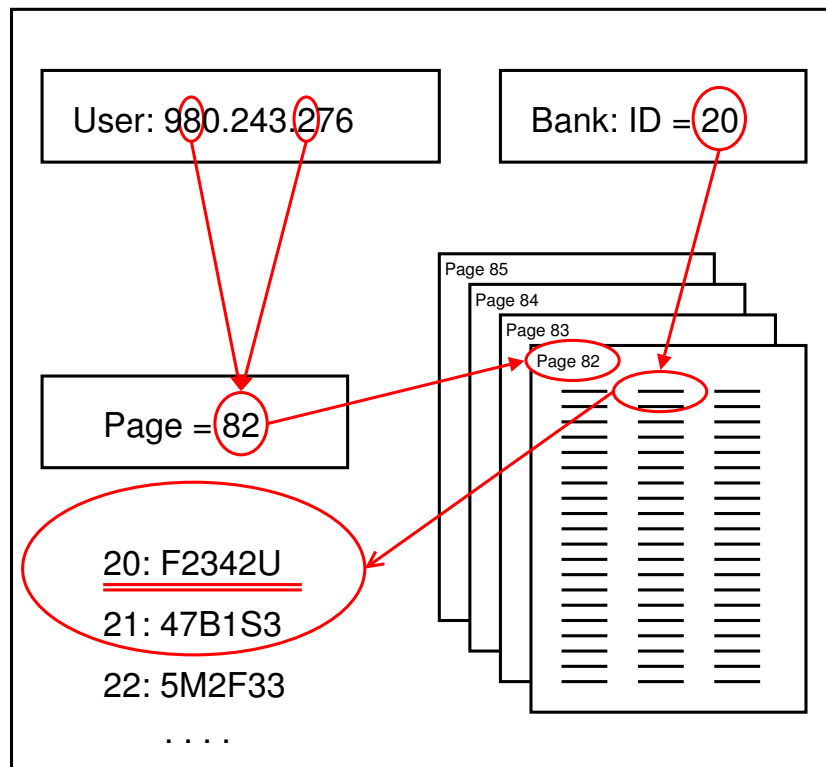 User: 980.243.276
Bank: ID = 20
Page 85
Page 84
Page 83
Page 82
Page = 82
20: F2342U
21: 47B1S3
22: 5M2F33
. . . .